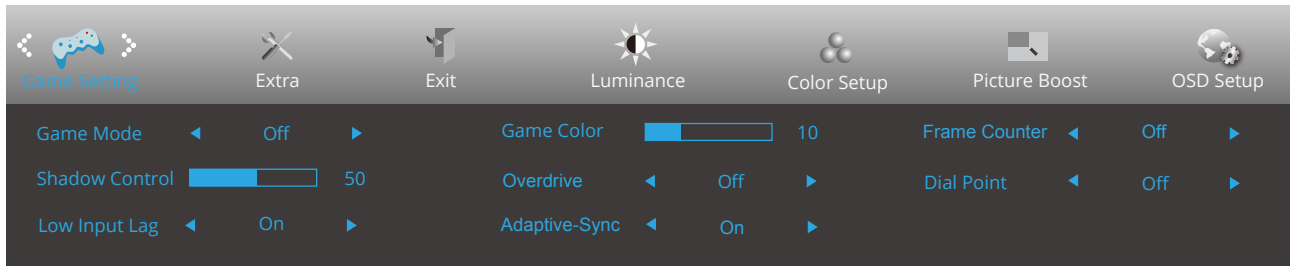 Game Setting Extra Exit Luminance Color Setup Picture Boost OSD Setup
Game Mode Off Game Color 10 Frame Counter Off
Shadow Control 50 Overdrive Off Dial Point Off
Low Input Lag On Adaptive-Sync On